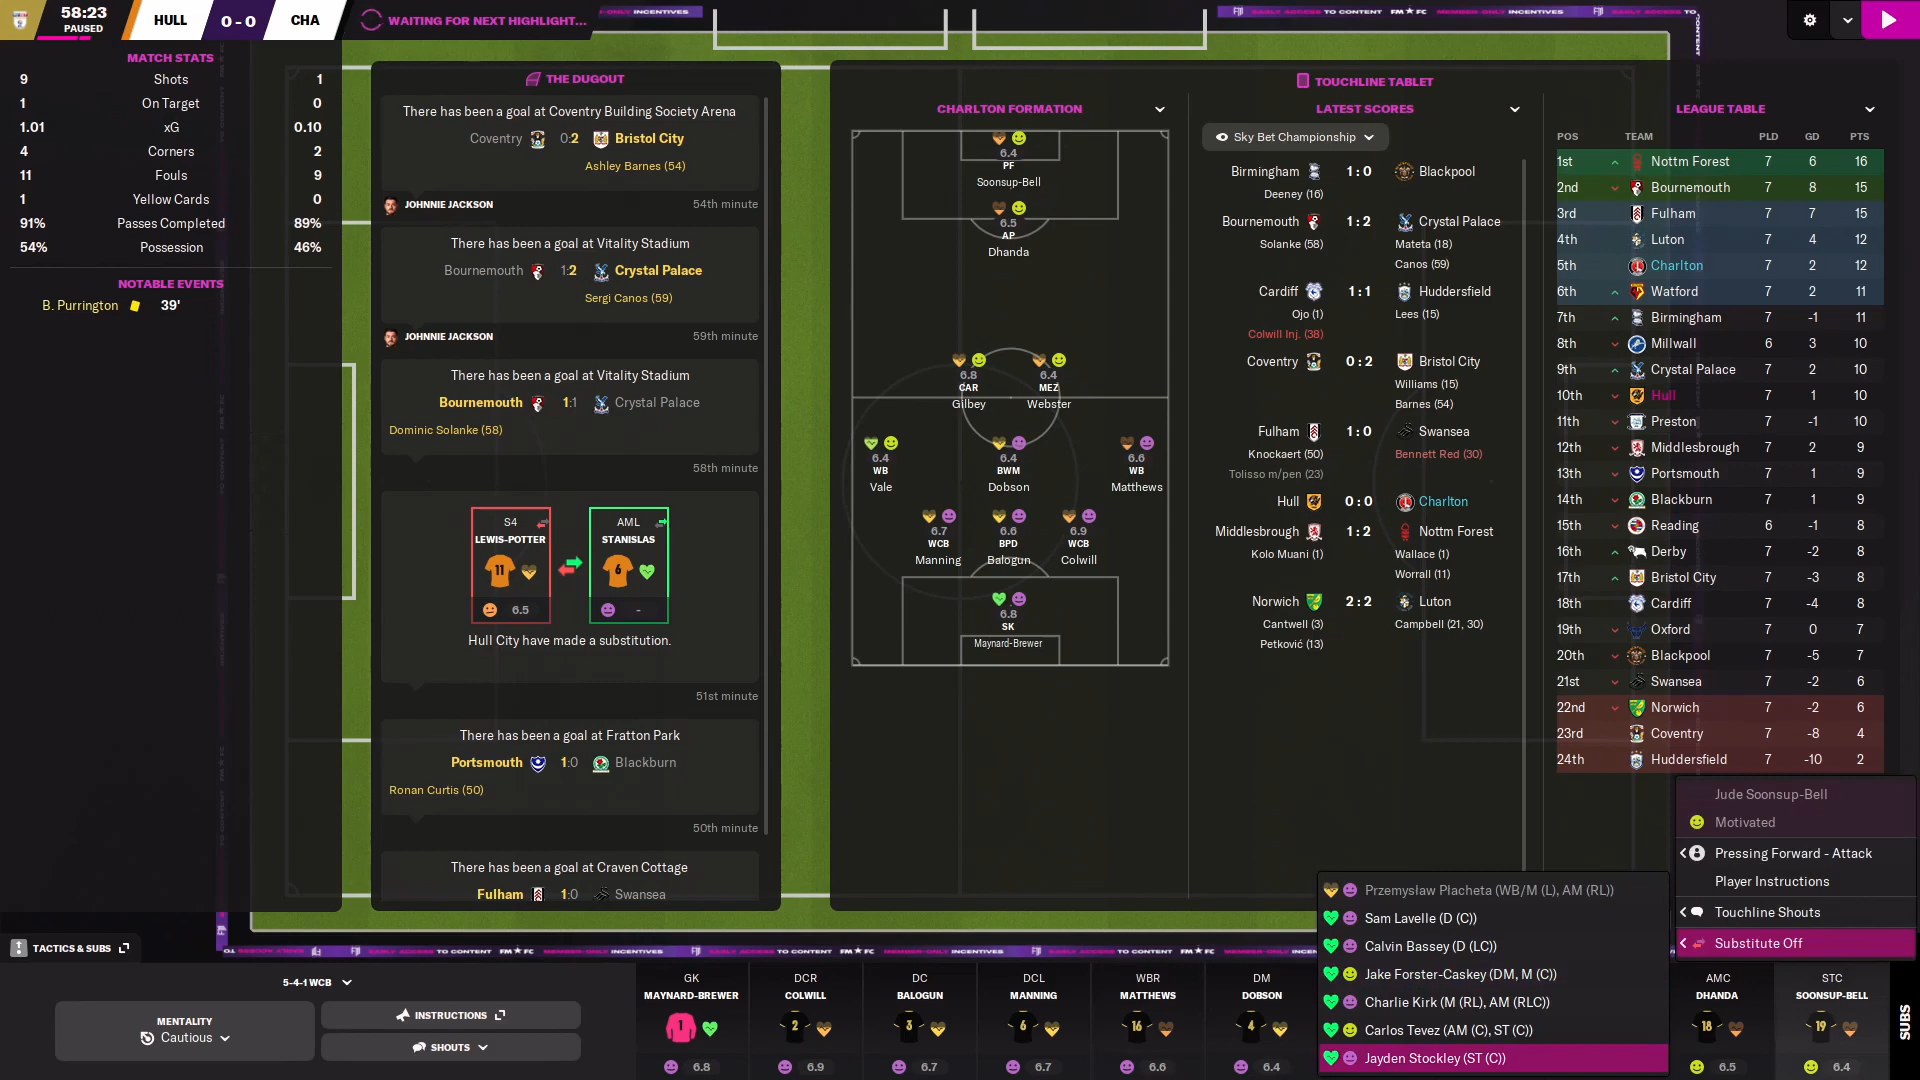 58:23
PAUSED
HULL
0 - 0
CHA
WAITING FOR NEXT HIGHLIGHT...
MATCH STATS
9 Shots 1
1 On Target 0
1.01 xG 0.10
4 Corners 2
11 Fouls 9
1 Yellow Cards 0
91% Passes Completed 89%
54% Possession 46%
NOTABLE EVENTS
B. Purrington 39'
THE DUGOUT
There has been a goal at Coventry Building Society Arena
Coventry 0:2 Bristol City
Ashley Barnes (54)
JOHNNIE JACKSON 54th minute
There has been a goal at Vitality Stadium
Bournemouth 1:2 Crystal Palace
Sergi Canos (59)
JOHNNIE JACKSON 59th minute
There has been a goal at Vitality Stadium
Bournemouth 1:1 Crystal Palace
Dominic Solanke (58)
58th minute
S4 AML
LEWIS-POTTER STANISLAS
11 6
6.5 -
Hull City have made a substitution.
51st minute
There has been a goal at Fratton Park
Portsmouth 1:0 Blackburn
Ronan Curtis (50)
50th minute
There has been a goal at Craven Cottage
Fulham 1:0 Swansea
TOUCHLINE TABLET
CHARLTON FORMATION
6.4
PF
Soonsup-Bell
6.5
AP
Dhanda
6.8 6.4
CAR MEZ
Gilbey Webster
6.4 6.4 6.6
WB BWM WB
Vale Dobson Matthews
6.7 6.6 6.9
WCB BPD WCB
Manning Balogun Colwill
6.8
SK
Maynard-Brewer
LATEST SCORES
Sky Bet Championship
Birmingham 1:0 Blackpool
Deeney (16)
Bournemouth 1:2 Crystal Palace
Solanke (58) Mateta (18)
Canos (59)
Cardiff 1:1 Huddersfield
Ojo (1) Lees (15)
Colwill Inj. (38)
Coventry 0:2 Bristol City
Williams (15)
Barnes (54)
Fulham 1:0 Swansea
Knockaert (50) Bennett Red (30)
Tolisso m/pen (23)
Hull 0:0 Charlton
Middlesbrough 1:2 Nottm Forest
Kolo Muani (1) Wallace (1)
Worrall (11)
Norwich 2:2 Luton
Cantwell (3) Campbell (21, 30)
Petković (13)
LEAGUE TABLE
POS TEAM PLD GD PTS
1st Nottm Forest 7 6 16
2nd Bournemouth 7 8 15
3rd Fulham 7 7 15
4th Luton 7 4 12
5th Charlton 7 2 12
6th Watford 7 2 11
7th Birmingham 7 -1 11
8th Millwall 6 3 10
9th Crystal Palace 7 2 10
10th Hull 7 1 10
11th Preston 7 -1 10
12th Middlesbrough 7 2 9
13th Portsmouth 7 1 9
14th Blackburn 7 1 9
15th Reading 6 -1 8
16th Derby 7 -2 8
17th Bristol City 7 -3 8
18th Cardiff 7 -4 8
19th Oxford 7 0 7
20th Blackpool 7 -5 7
21st Swansea 7 -2 6
22nd Norwich 7 -2 6
23rd Coventry 7 -8 4
24th Huddersfield 7 -10 2
Jude Soonsup-Bell
Motivated
Pressing Forward - Attack
Player Instructions
Touchline Shouts
Substitute Off
Przemysław Płacheta (WB/M (L), AM (RL))
Sam Lavelle (D (C))
Calvin Bassey (D (LC))
Jake Forster-Caskey (DM, M (C))
Charlie Kirk (M (RL), AM (RLC))
Carlos Tevez (AM (C), ST (C))
Jayden Stockley (ST (C))
TACTICS & SUBS
5-4-1 WCB
MENTALITY
Cautious
INSTRUCTIONS
SHOUTS
GK DCR DC DCL WBR DM AMC STC
MAYNARD-BREWER COLWILL BALOGUN MANNING MATTHEWS DOBSON DHANDA SOONSUP-BELL
1 2 3 6 16 4 18 19
6.8 6.9 6.7 6.7 6.6 6.4 6.5 6.4
SUBS